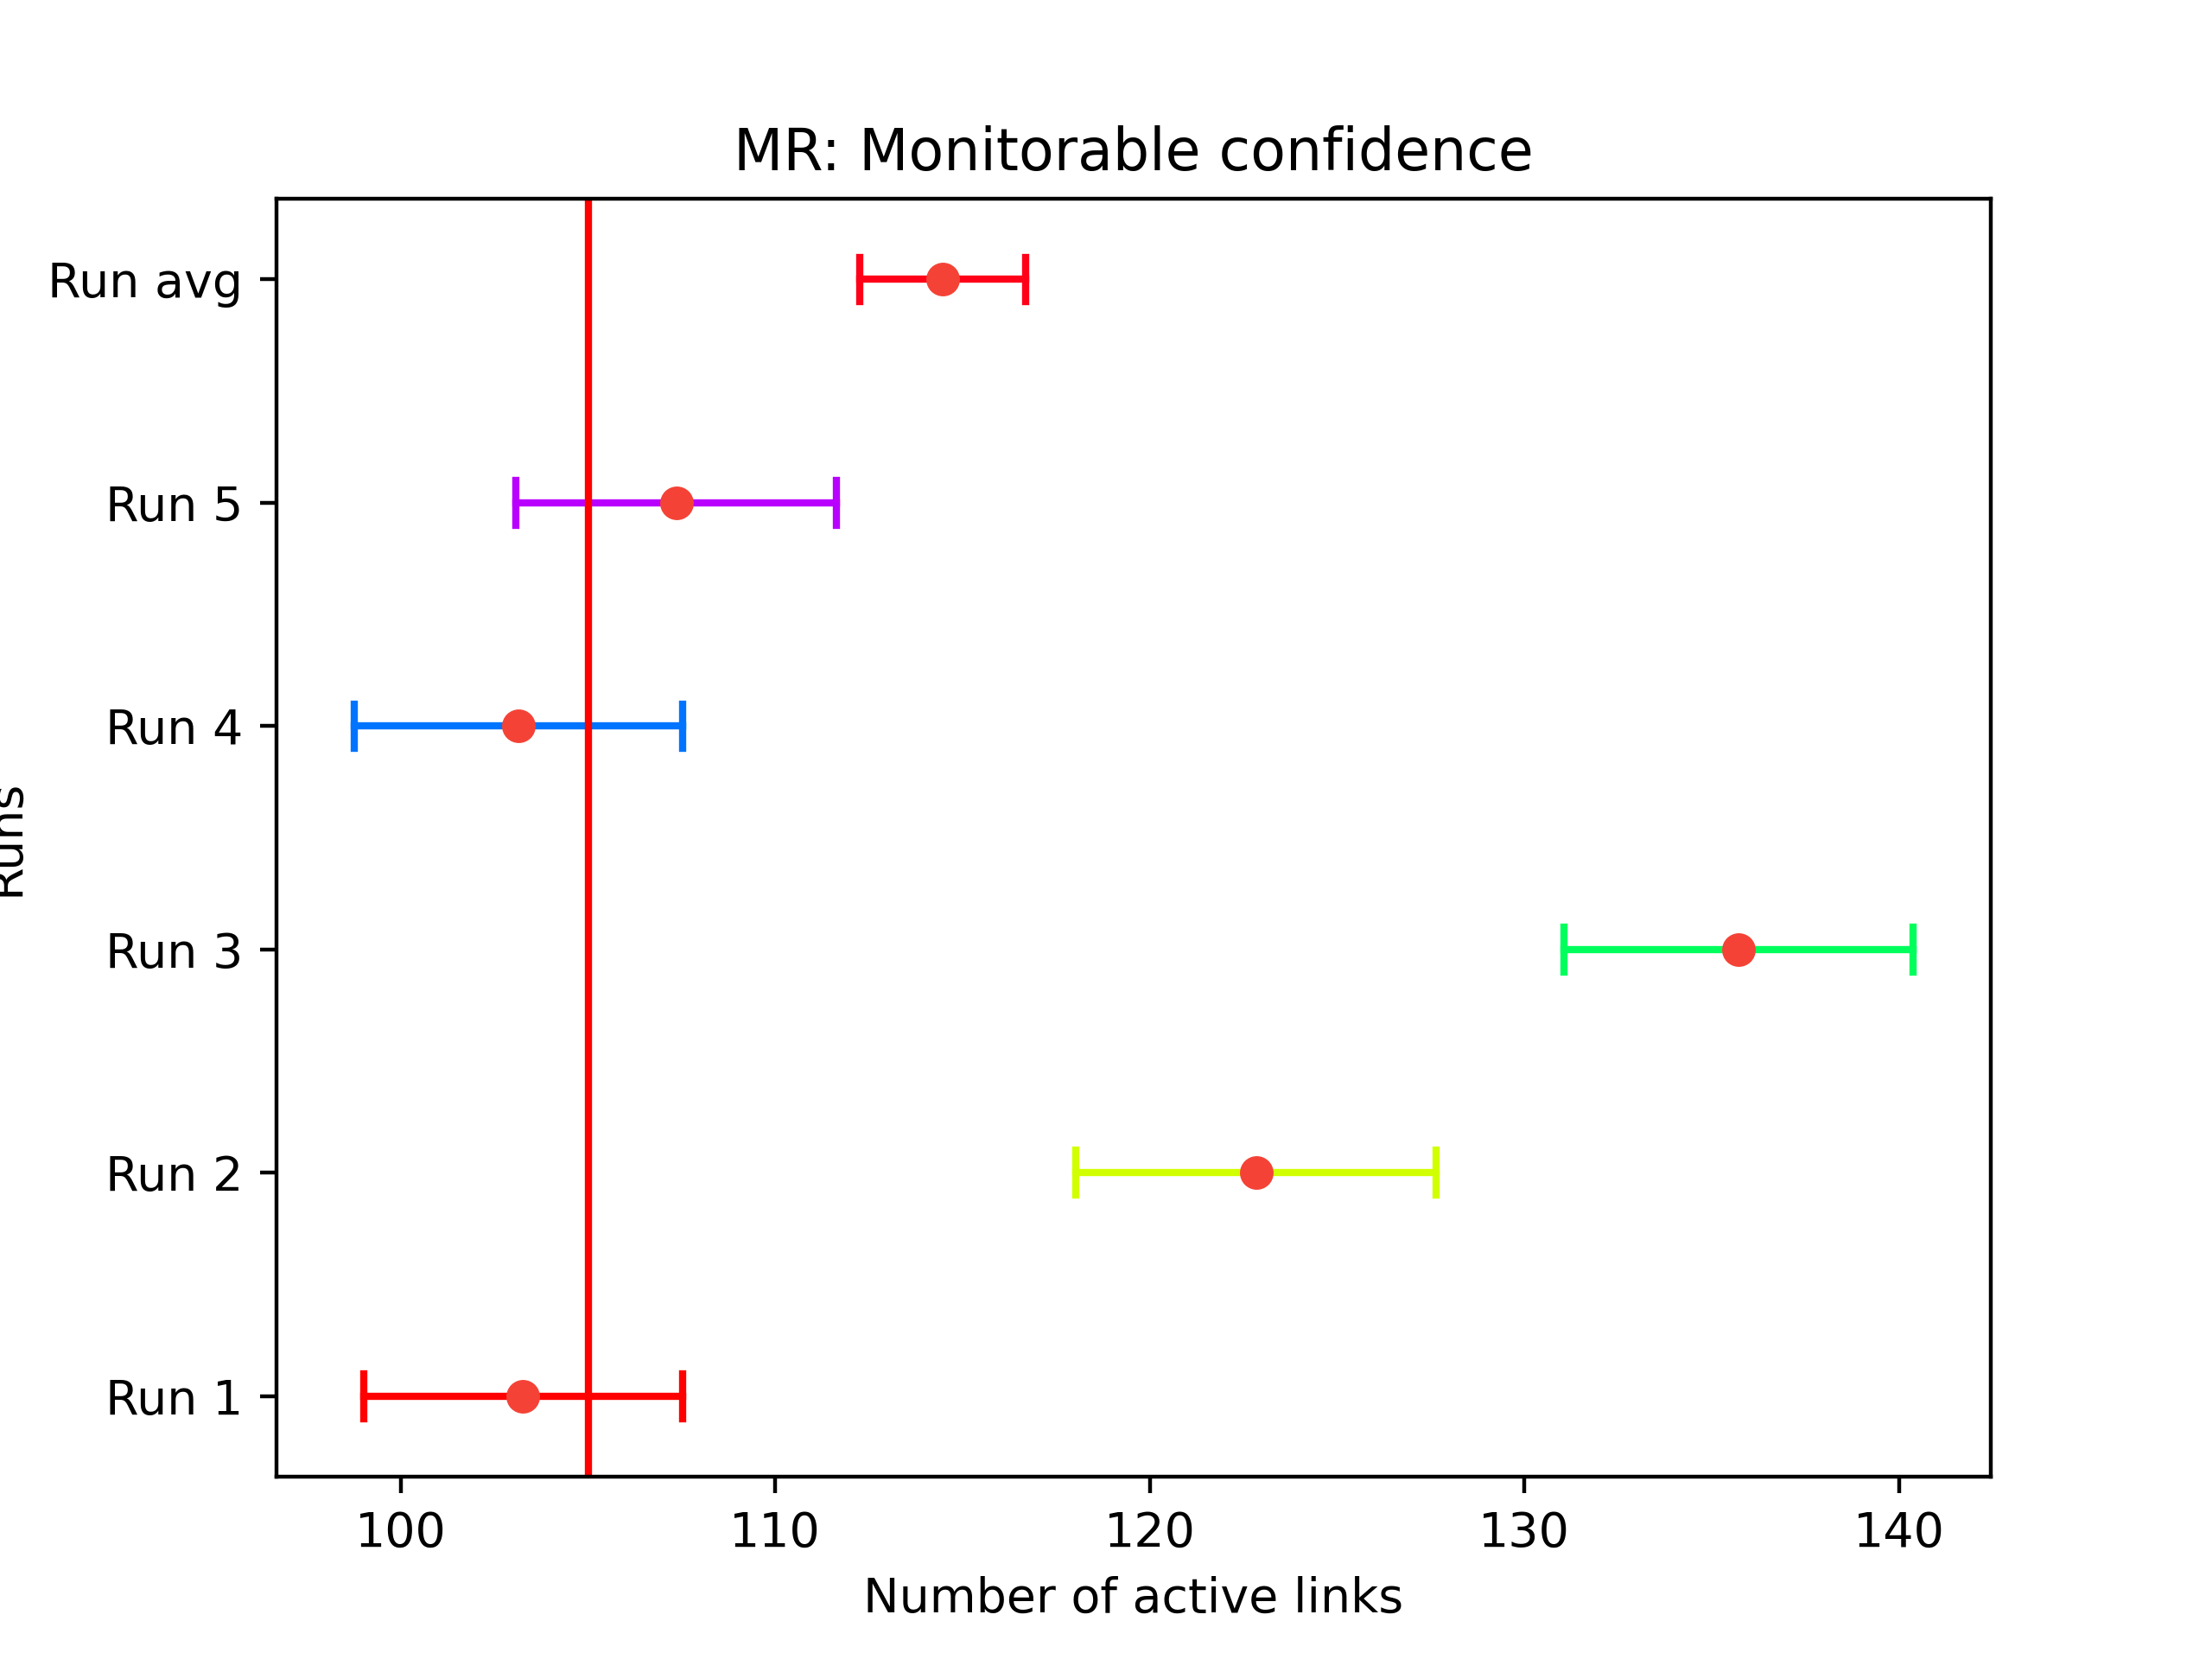 MR: Monitorable confidence
Run avg
Run 5
Run 4
Run 3
Run 2
Run 1
Runs
100 110 120 130 140
Number of active links